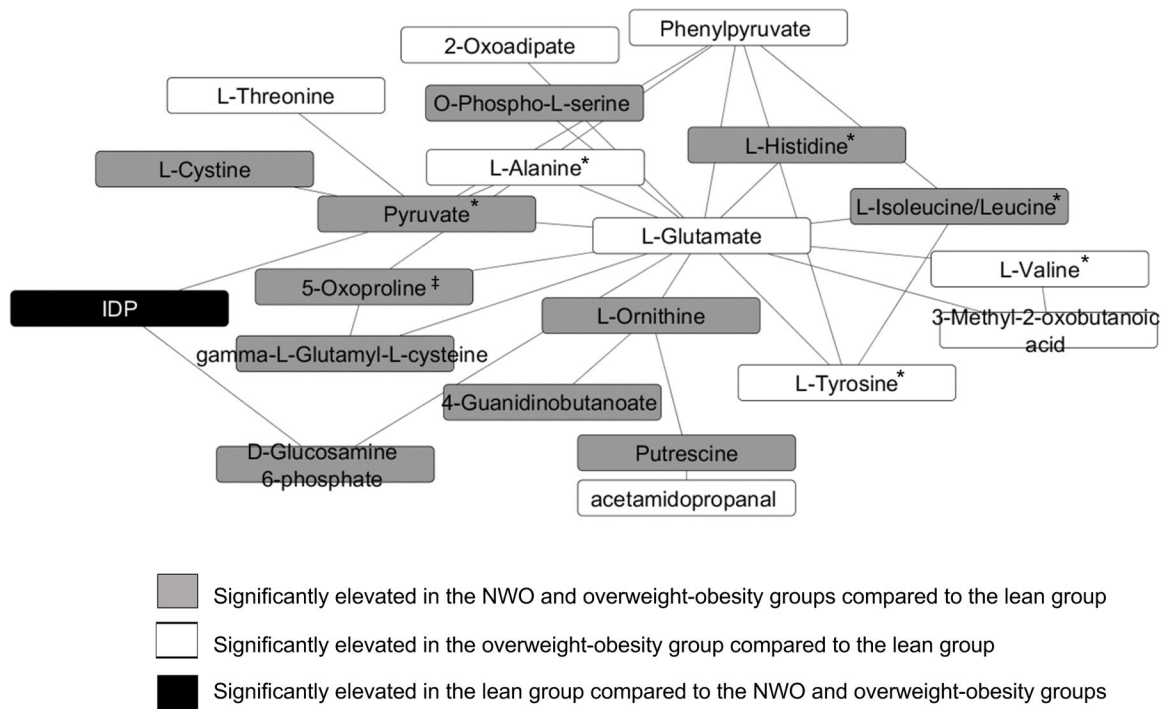 Phenylpyruvate
2-Oxoadipate
L-Threonine
O-Phospho-L-serine
L-Histidine*
L-Alanine*
L-Cystine
Pyruvate*
L-Isoleucine/Leucine*
L-Glutamate
L-Valine*
5-Oxoproline‡
IDP
L-Ornithine
3-Methyl-2-oxobutanoic
acid
gamma-L-Glutamyl-L-cysteine
L-Tyrosine*
4-Guanidinobutanoate
D-Glucosamine
6-phosphate
Putrescine
acetamidopropanal
Significantly elevated in the NWO and overweight-obesity groups compared to the lean group
Significantly elevated in the overweight-obesity group compared to the lean group
Significantly elevated in the lean group compared to the NWO and overweight-obesity groups